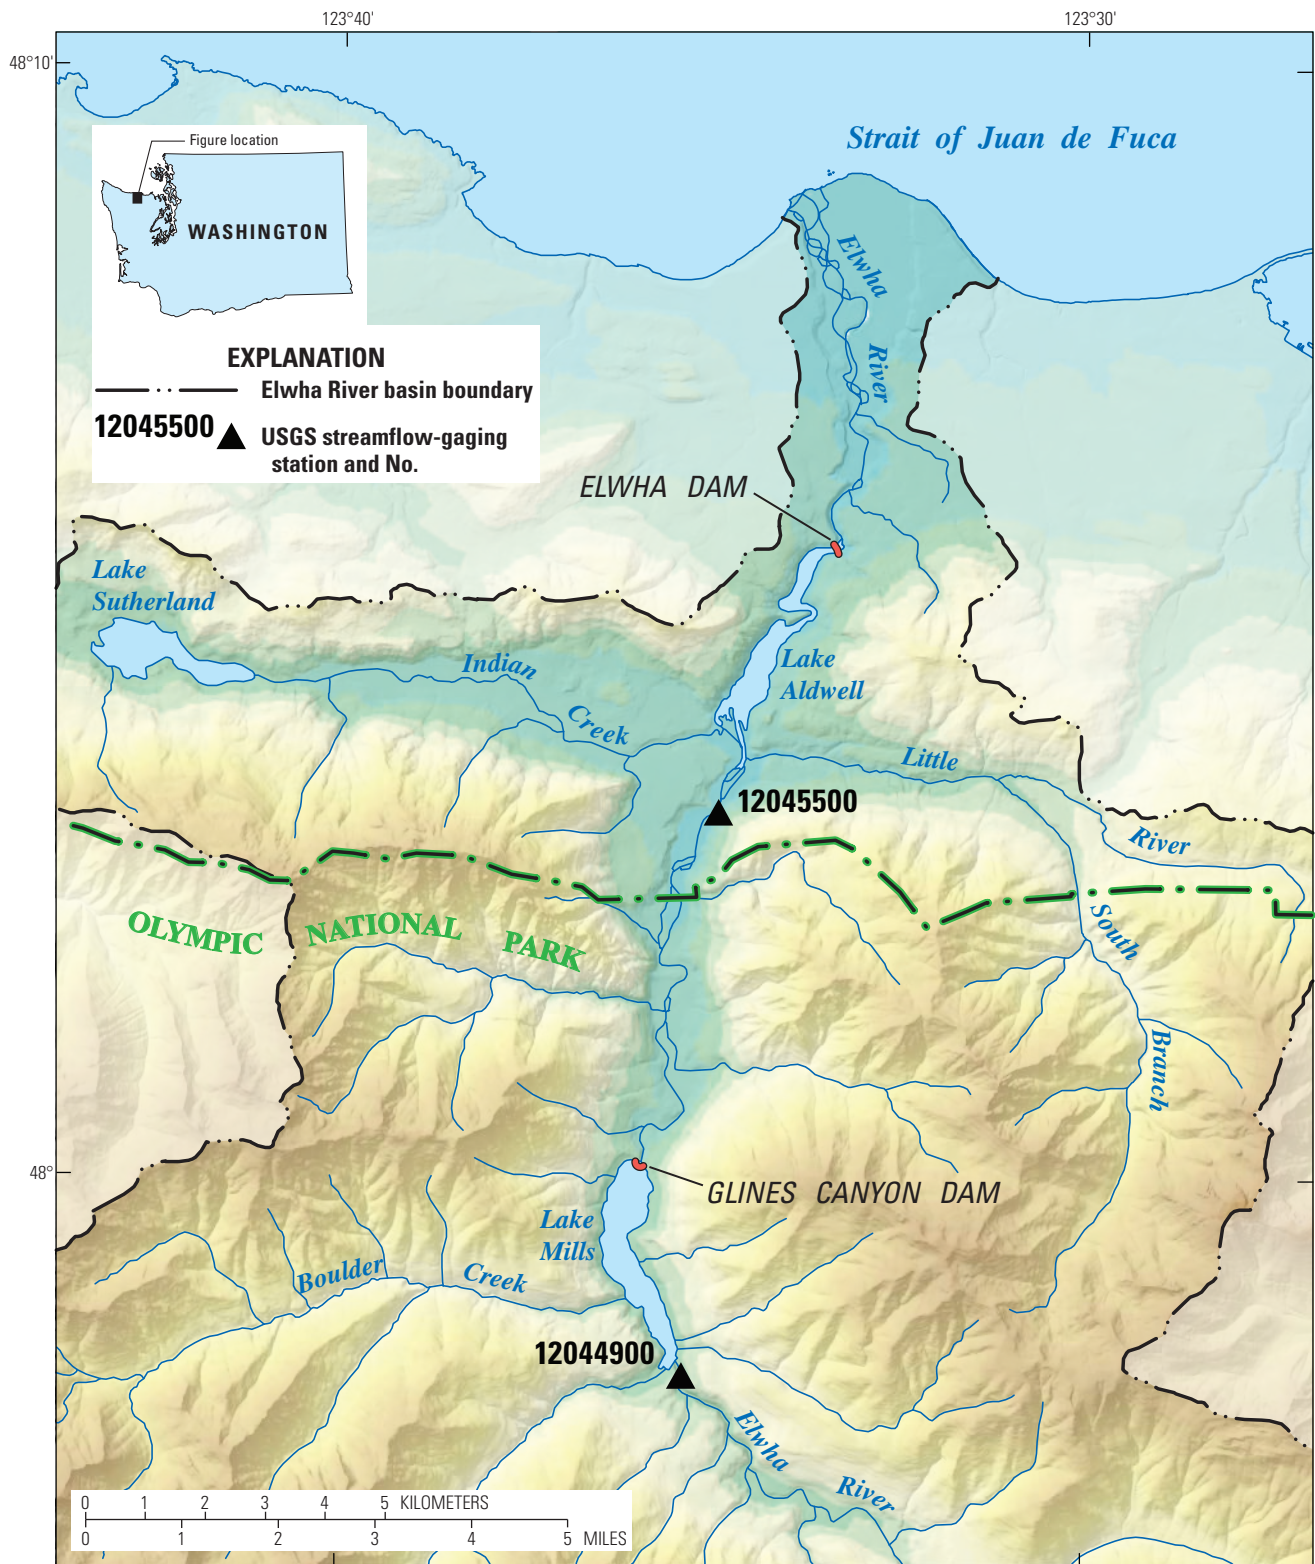 123°40'
123°30'
48°10'
Strait of Juan de Fuca
Figure location
WASHINGTON
Elwha
River
EXPLANATION
Elwha River basin boundary
12045500
USGS streamflow-gaging
station and No.
ELWHA DAM
Lake
Sutherland
Indian
Creek
Lake
Aldwell
Little
River
12045500
OLYMPIC NATIONAL PARK
South
Branch
48°
GLINES CANYON DAM
Lake
Mills
Boulder
Creek
12044900
Elwha
River
0 1 2 3 4 5 KILOMETERS
0 1 2 3 4 5 MILES